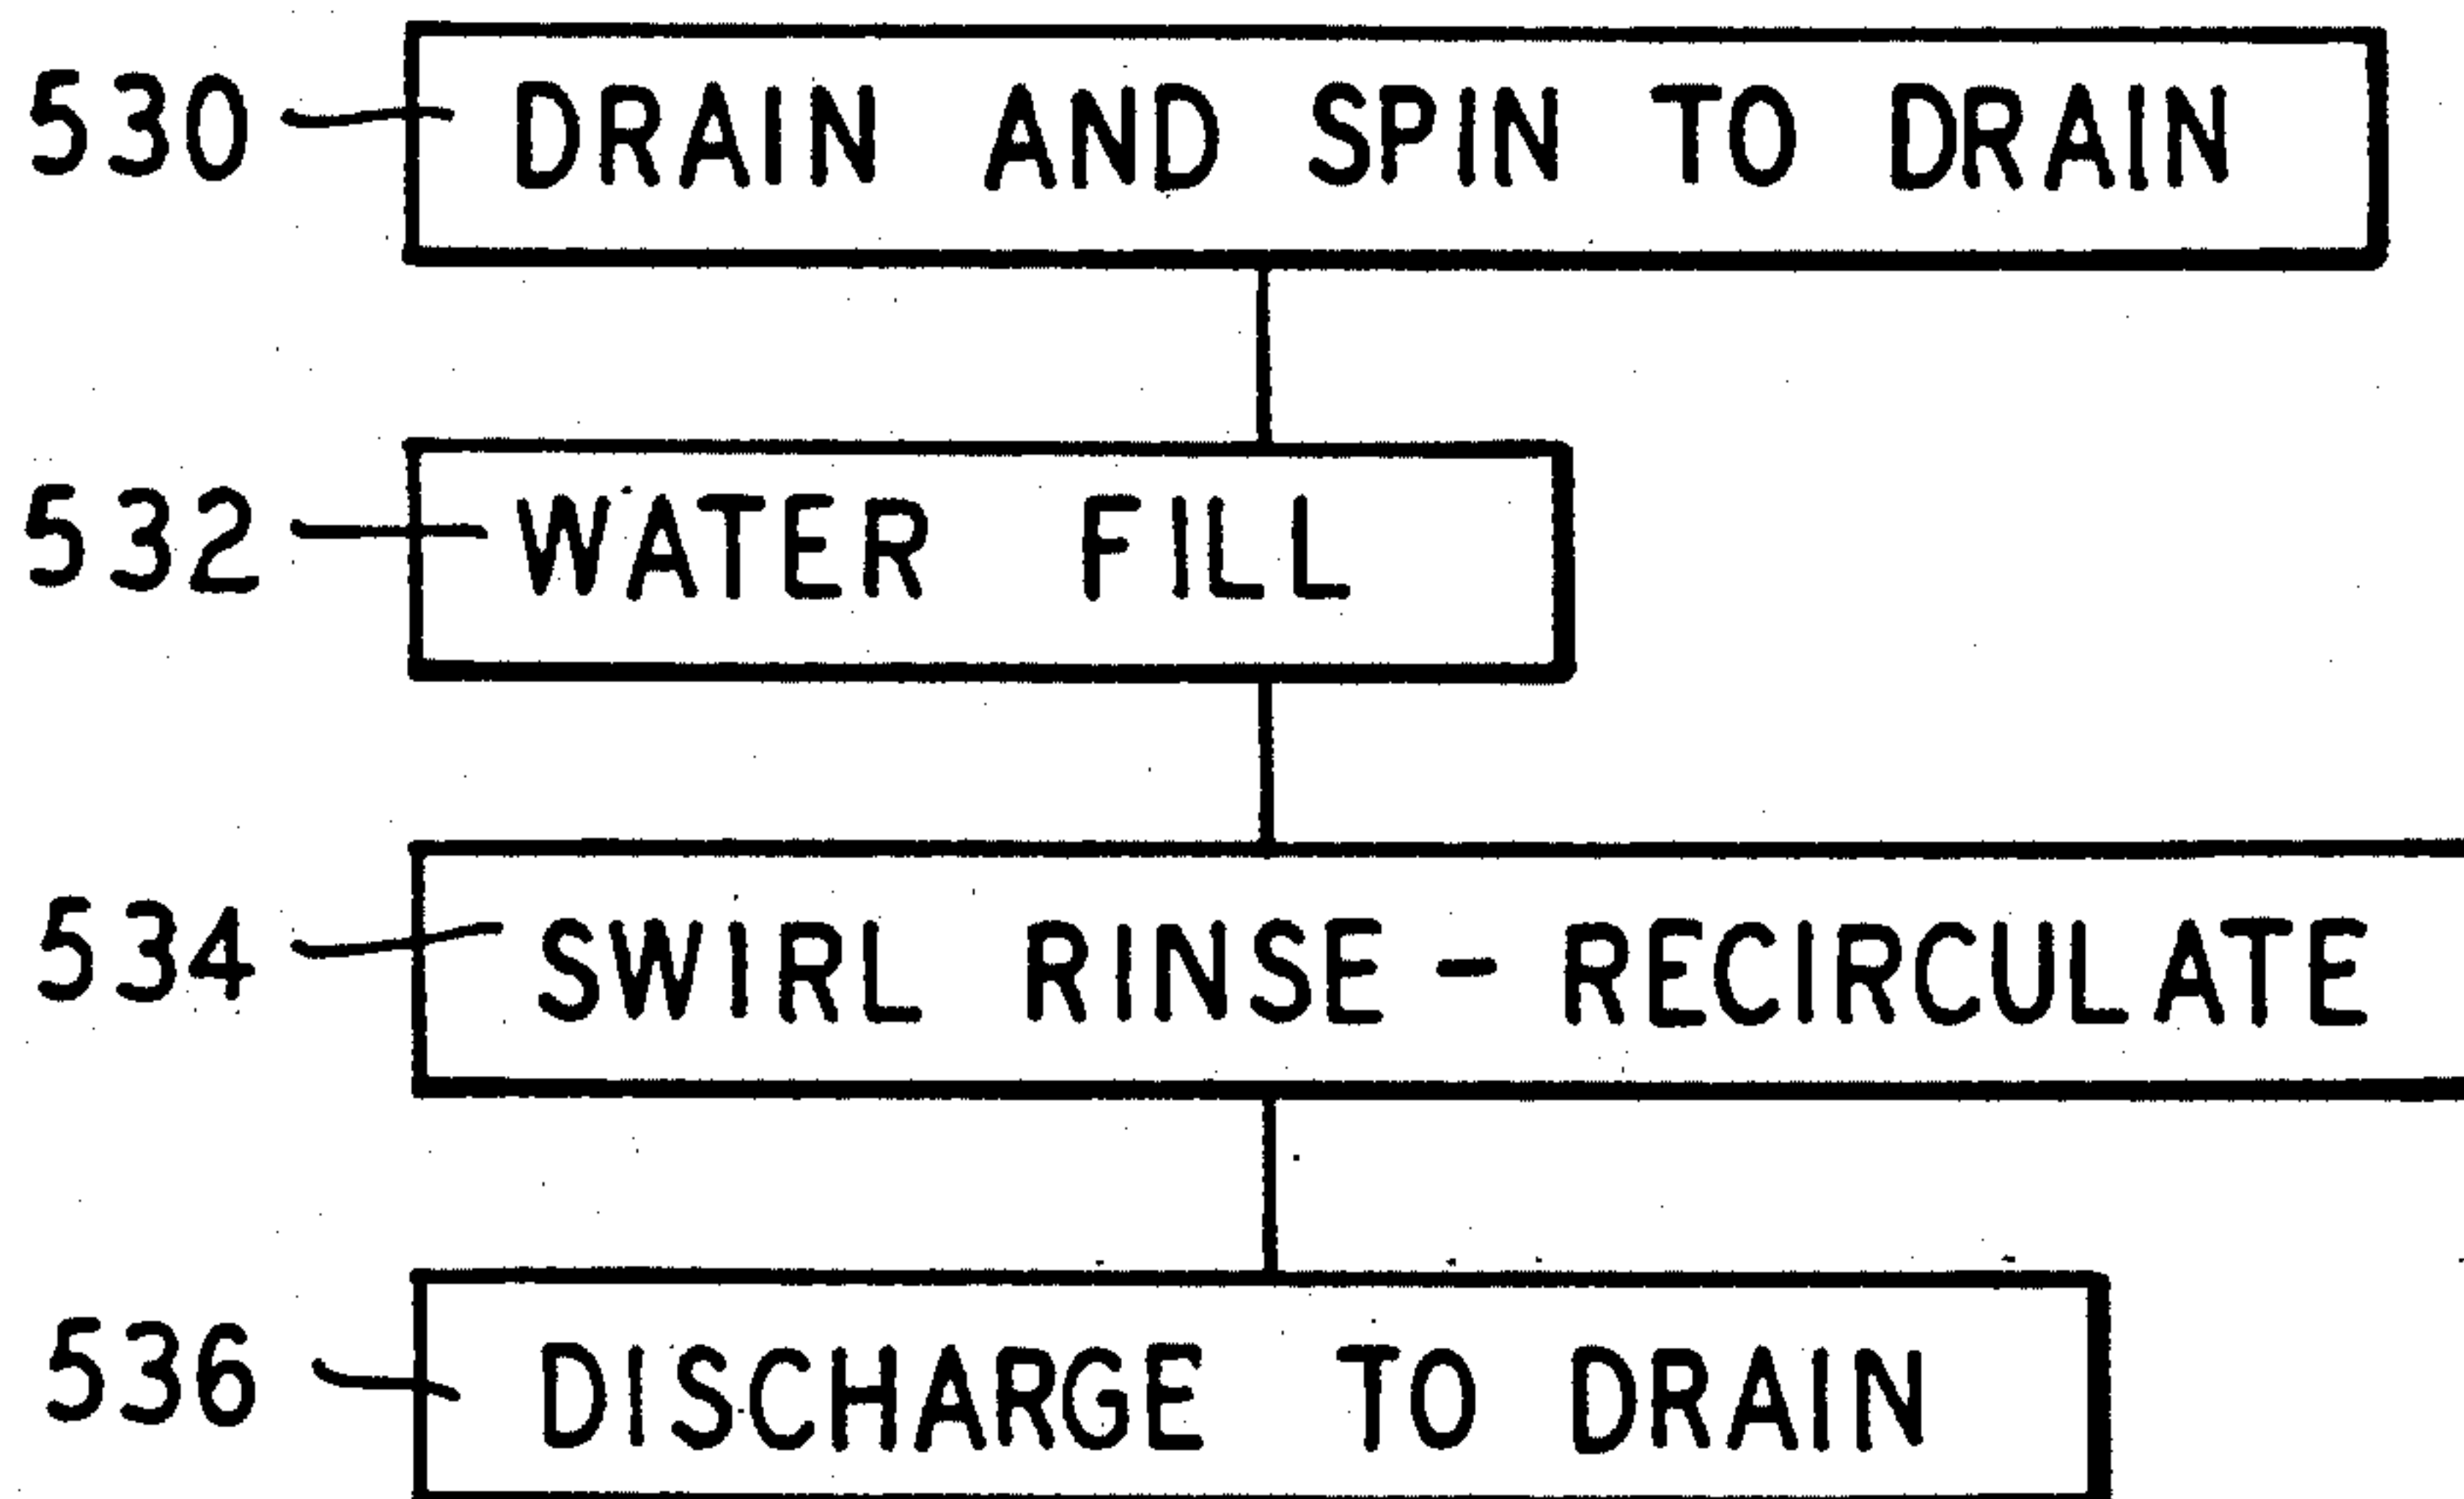 530 DRAIN AND SPIN TO DRAIN
532 WATER FILL
534 SWIRL RINSE - RECIRCULATE
536 DISCHARGE TO DRAIN